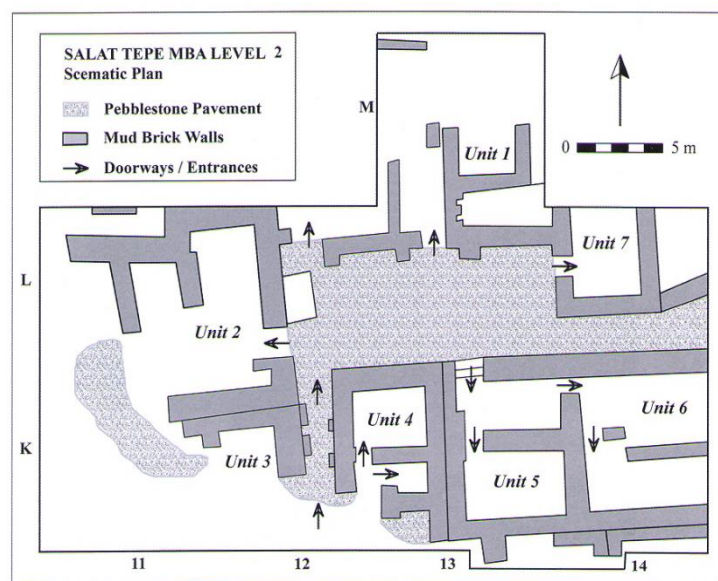 SALAT TEPE MBA LEVEL 2
Scematic Plan
Pebblestone Pavement
Mud Brick Walls
Doorways / Entrances
M
0 5 m
Unit 1
Unit 7
L
Unit 2
Unit 4
Unit 6
K
Unit 3
Unit 5
11 12 13 14